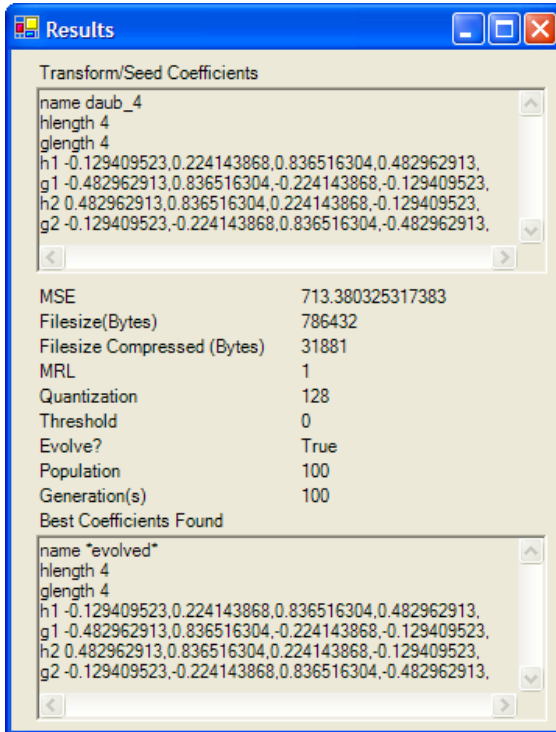 Results
Transform/Seed Coefficients
name daub_4
hlength 4
glength 4
h1 -0.129409523,0.224143868,0.836516304,0.482962913,
g1 -0.482962913,0.836516304,-0.224143868,-0.129409523,
h2 0.482962913,0.836516304,0.224143868,-0.129409523,
g2 -0.129409523,-0.224143868,0.836516304,-0.482962913,
MSE 713.380325317383
Filesize(Bytes) 786432
Filesize Compressed (Bytes) 31881
MRL 1
Quantization 128
Threshold 0
Evolve? True
Population 100
Generation(s) 100
Best Coefficients Found
name *evolved*
hlength 4
glength 4
h1 -0.129409523,0.224143868,0.836516304,0.482962913,
g1 -0.482962913,0.836516304,-0.224143868,-0.129409523,
h2 0.482962913,0.836516304,0.224143868,-0.129409523,
g2 -0.129409523,-0.224143868,0.836516304,-0.482962913,